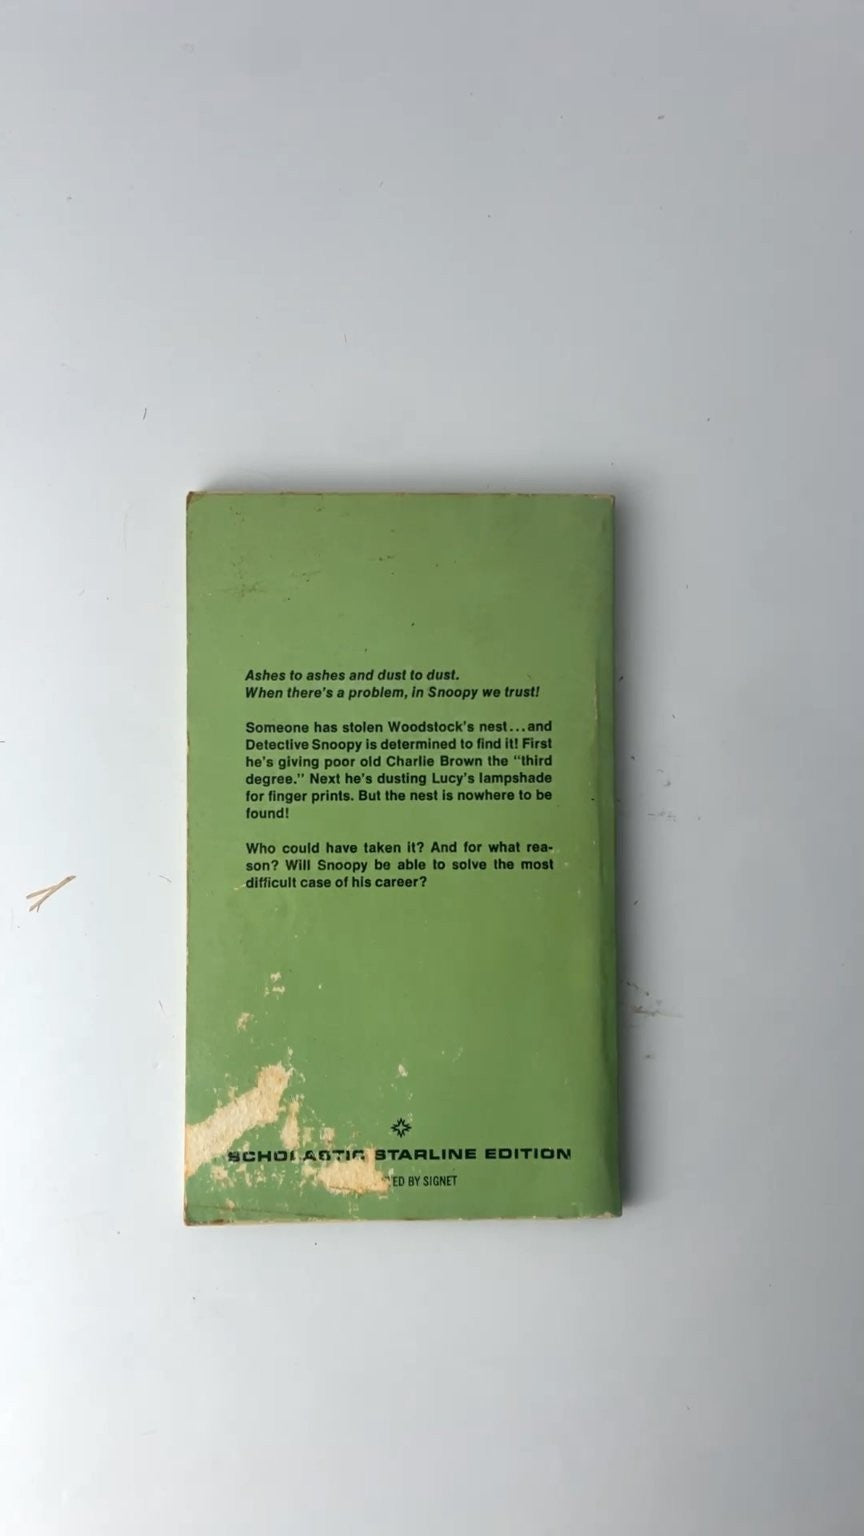 Ashes to ashes and dust to dust.
When there's a problem, in Snoopy we trust!
Someone has stolen Woodstock's nest...and
Detective Snoopy is determined to find it! First
he's giving poor old Charlie Brown the “third
degree.” Next he's dusting Lucy's lampshade
for finger prints. But the nest is nowhere to be
found!
Who could have taken it? And for what rea-
son? Will Snoopy be able to solve the most
difficult case of his career?
SCHOLASTIC STARLINE EDITION
BY SIGNET